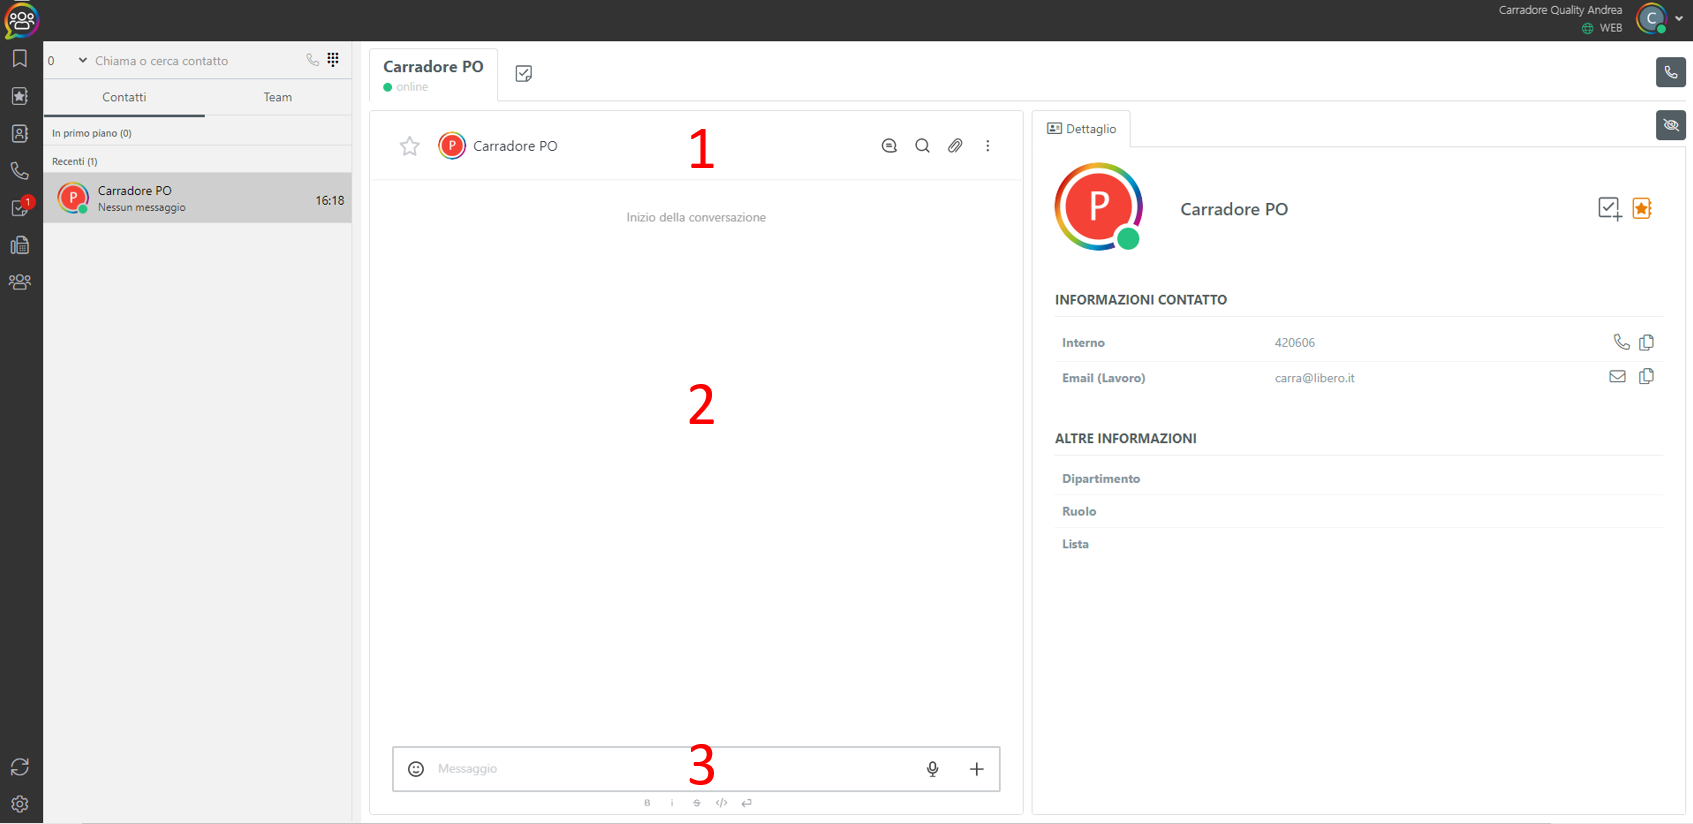 Carradore Quality Andrea
WEB
C
0
Chiama o cerca contatto
Contatti
Team
In primo piano (0)
Recenti (1)
P
Carradore PO
16:18
Nessun messaggio
1
Carradore PO
online
P
Carradore PO
1
Inizio della conversazione
2
3
Messaggio
B i S </>
Dettaglio
P
Carradore PO
INFORMAZIONI CONTATTO
Interno
420606
Email (Lavoro)
carra@libero.it
ALTRE INFORMAZIONI
Dipartimento
Ruolo
Lista